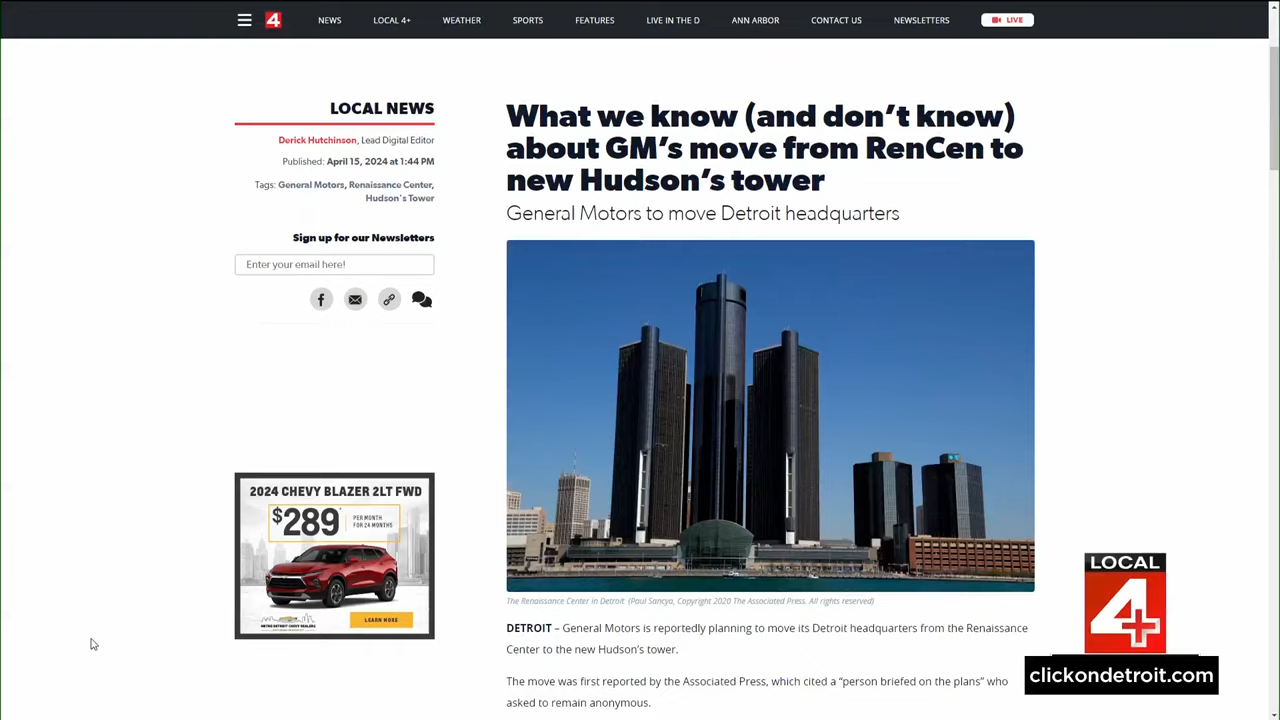 4 NEWS LOCAL 4+ WEATHER SPORTS FEATURES LIVE IN THE D ANN ARBOR CONTACT US NEWSLETTERS LIVE
LOCAL NEWS
Derick Hutchinson, Lead Digital Editor
Published: April 15, 2024 at 1:44 PM
Tags: General Motors, Renaissance Center,
Hudson's Tower
Sign up for our Newsletters
Enter your email here!
2024 CHEVY BLAZER 2LT FWD
$289* PER MONTH
FOR 24 MONTHS
METRO DETROIT CHEVY DEALERS
LEARN MORE
What we know (and don't know)
about GM's move from RenCen to
new Hudson's tower
General Motors to move Detroit headquarters
The Renaissance Center in Detroit (Paul Sancya, Copyright 2020 The Associated Press. All rights reserved)
DETROIT – General Motors is reportedly planning to move its Detroit headquarters from the Renaissance
Center to the new Hudson's tower.
The move was first reported by the Associated Press, which cited a "person briefed on the plans" who
asked to remain anonymous.
LOCAL
4+
clickondetroit.com